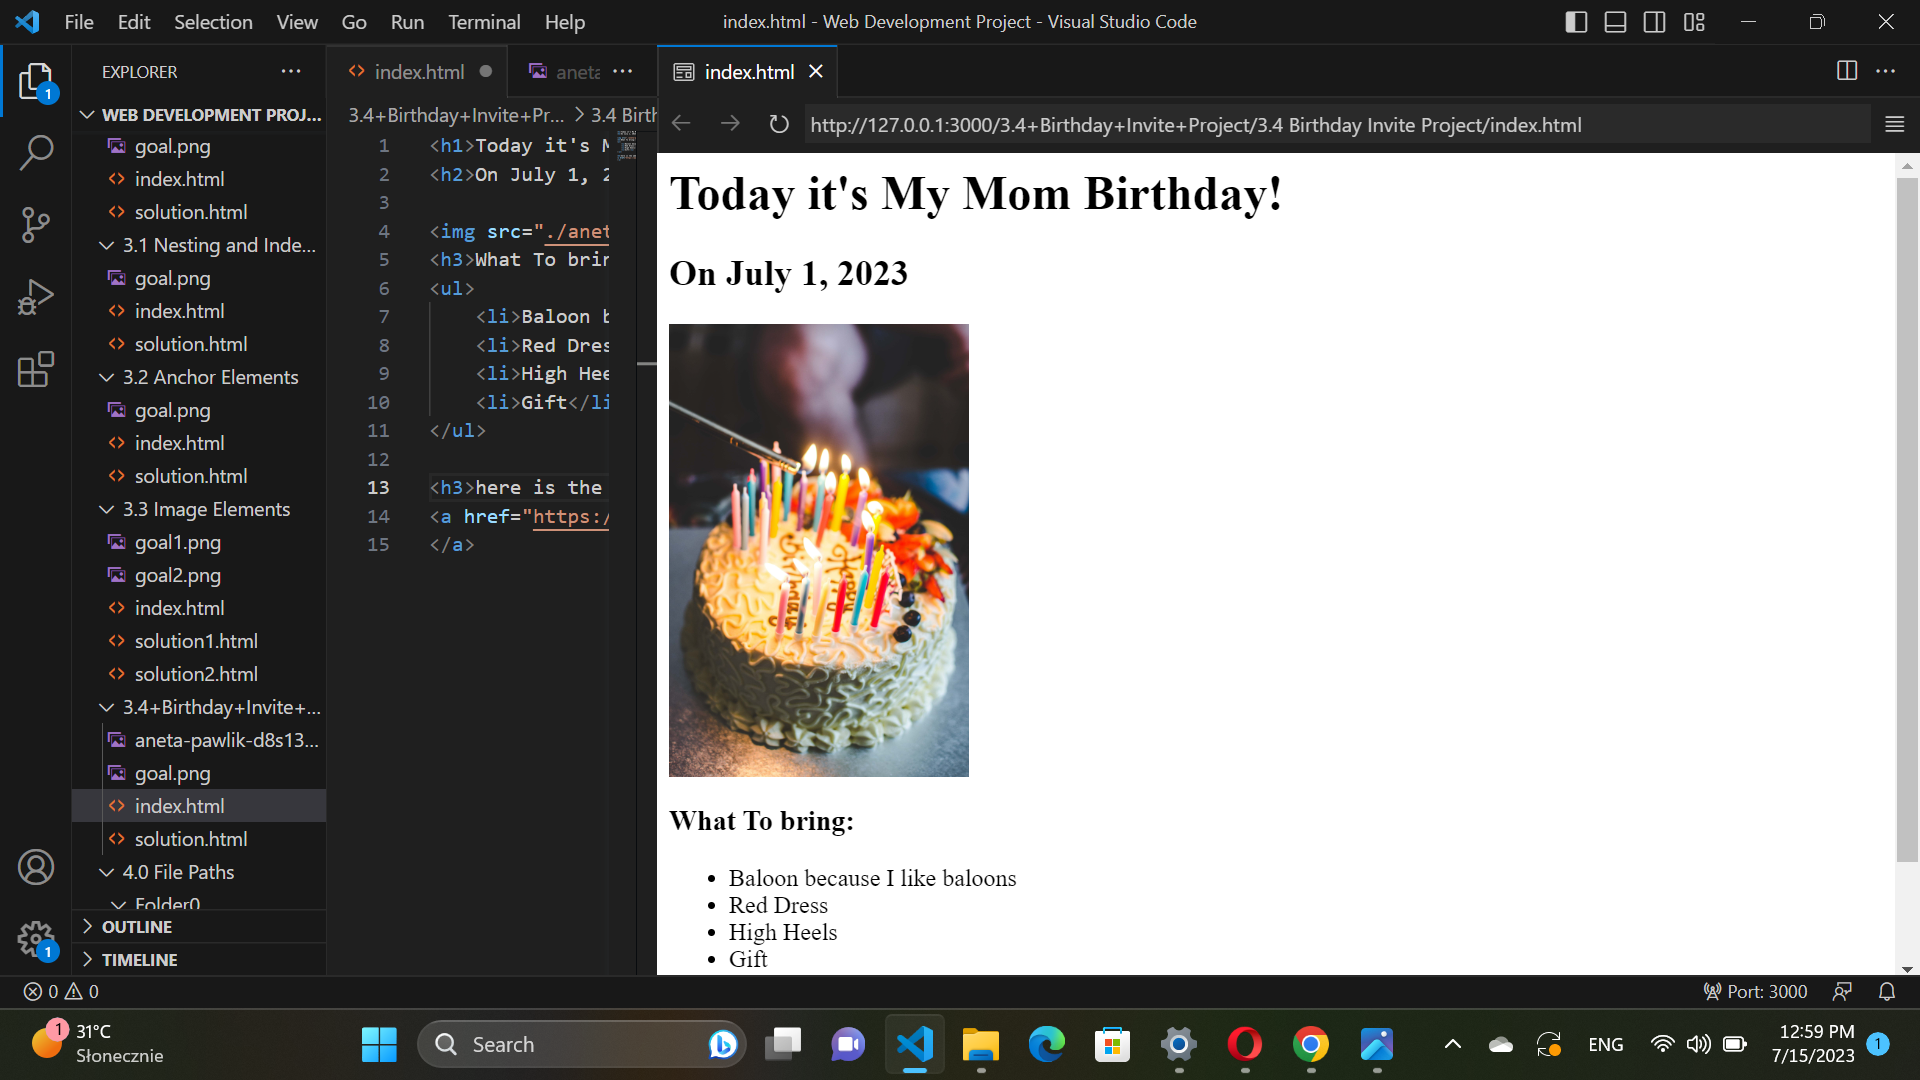 File Edit Selection View Go Run Terminal Help
index.html - Web Development Project - Visual Studio Code
EXPLORER
index.html
aneta
index.html
WEB DEVELOPMENT PROJ...
3.4+Birthday+Invite+Pr... > 3.4 Birth
http://127.0.0.1:3000/3.4+Birthday+Invite+Project/3.4 Birthday Invite Project/index.html
goal.png
index.html
solution.html
3.1 Nesting and Inde...
goal.png
index.html
solution.html
3.2 Anchor Elements
goal.png
index.html
solution.html
3.3 Image Elements
goal1.png
goal2.png
index.html
solution1.html
solution2.html
3.4+Birthday+Invite+...
aneta-pawlik-d8s13...
goal.png
index.html
solution.html
4.0 File Paths
Folder0
OUTLINE
TIMELINE
1 <h1>Today it's M
2 <h2>On July 1, 2
3
4 <img src="./anet
5 <h3>What To brin
6 <ul>
7 <li>Baloon b
8 <li>Red Dres
9 <li>High Hee
10 <li>Gift</li
11 </ul>
12
13 <h3>here is the
14 <a href="https:/
15 </a>
Today it's My Mom Birthday!
On July 1, 2023
What To bring:
• Baloon because I like baloons
• Red Dress
• High Heels
• Gift
1
1
0 0
Port: 3000
1
31°C
Słonecznie
Search
ENG
12:59 PM
7/15/2023
1